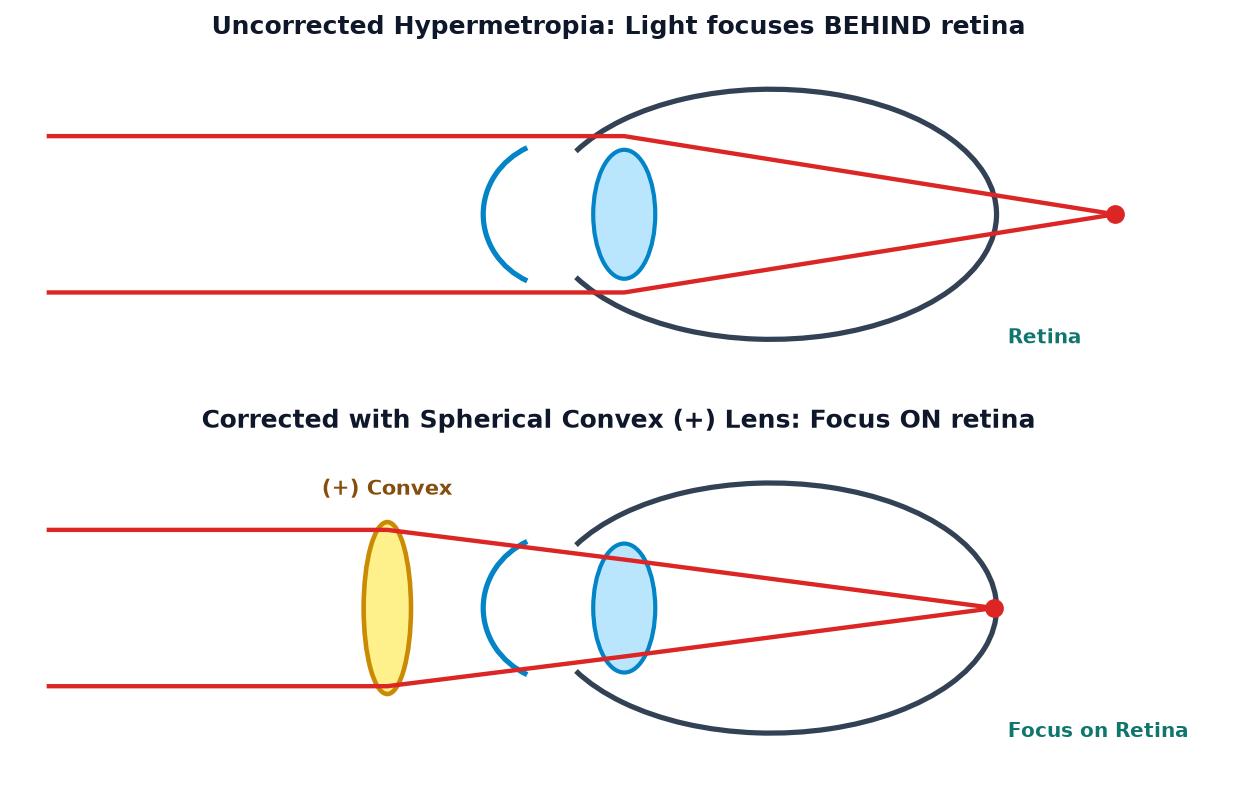 Uncorrected Hypermetropia: Light focuses BEHIND retina
Retina
Corrected with Spherical Convex (+) Lens: Focus ON retina
(+) Convex
Focus on Retina